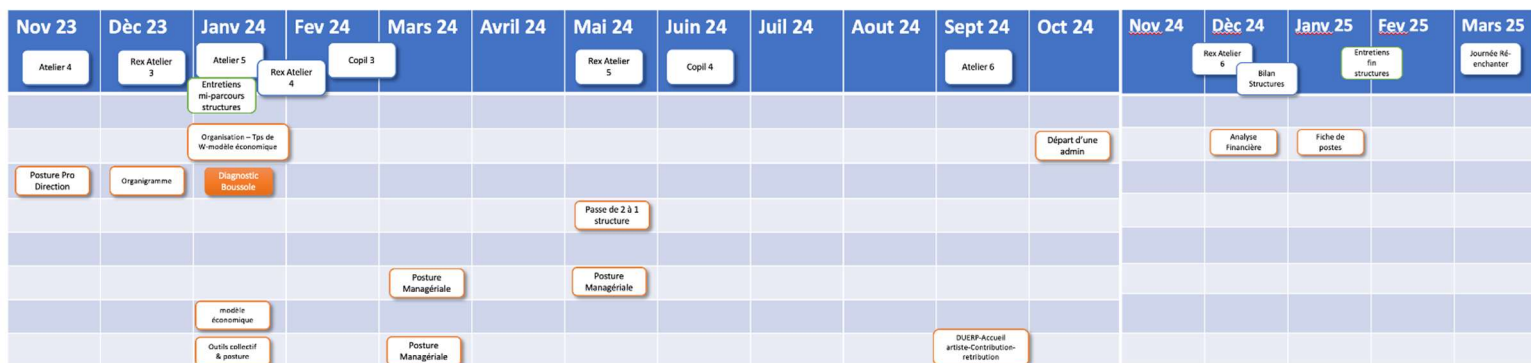 Nov 23 Dèc 23 Janv 24 Fev 24 Mars 24 Avril 24 Mai 24 Juin 24 Juil 24 Aout 24 Sept 24 Oct 24 Nov 24 Dèc 24 Janv 25 Fev 25 Mars 25
Atelier 4
Rex Atelier
3
Atelier 5
Entretiens
mi-parcours
structures
Rex Atelier
4
Copil 3
Rex Atelier
5
Copil 4
Atelier 6
Rex Atelier
6
Bilan
Structures
Entretiens
fin
structures
Journée Ré-
enchanter
Organisation – Tps de
W-modèle économique
Départ d'une
admin
Analyse
Financière
Fiche de
postes
Posture Pro
Direction
Organigramme
Diagnostic
Boussole
Passe de 2 à 1
structure
Posture
Managériale
Posture
Managériale
modèle
économique
Outils collectif
& posture
Posture
Managériale
DUERP-Accueil
artiste-Contribution-
retribution